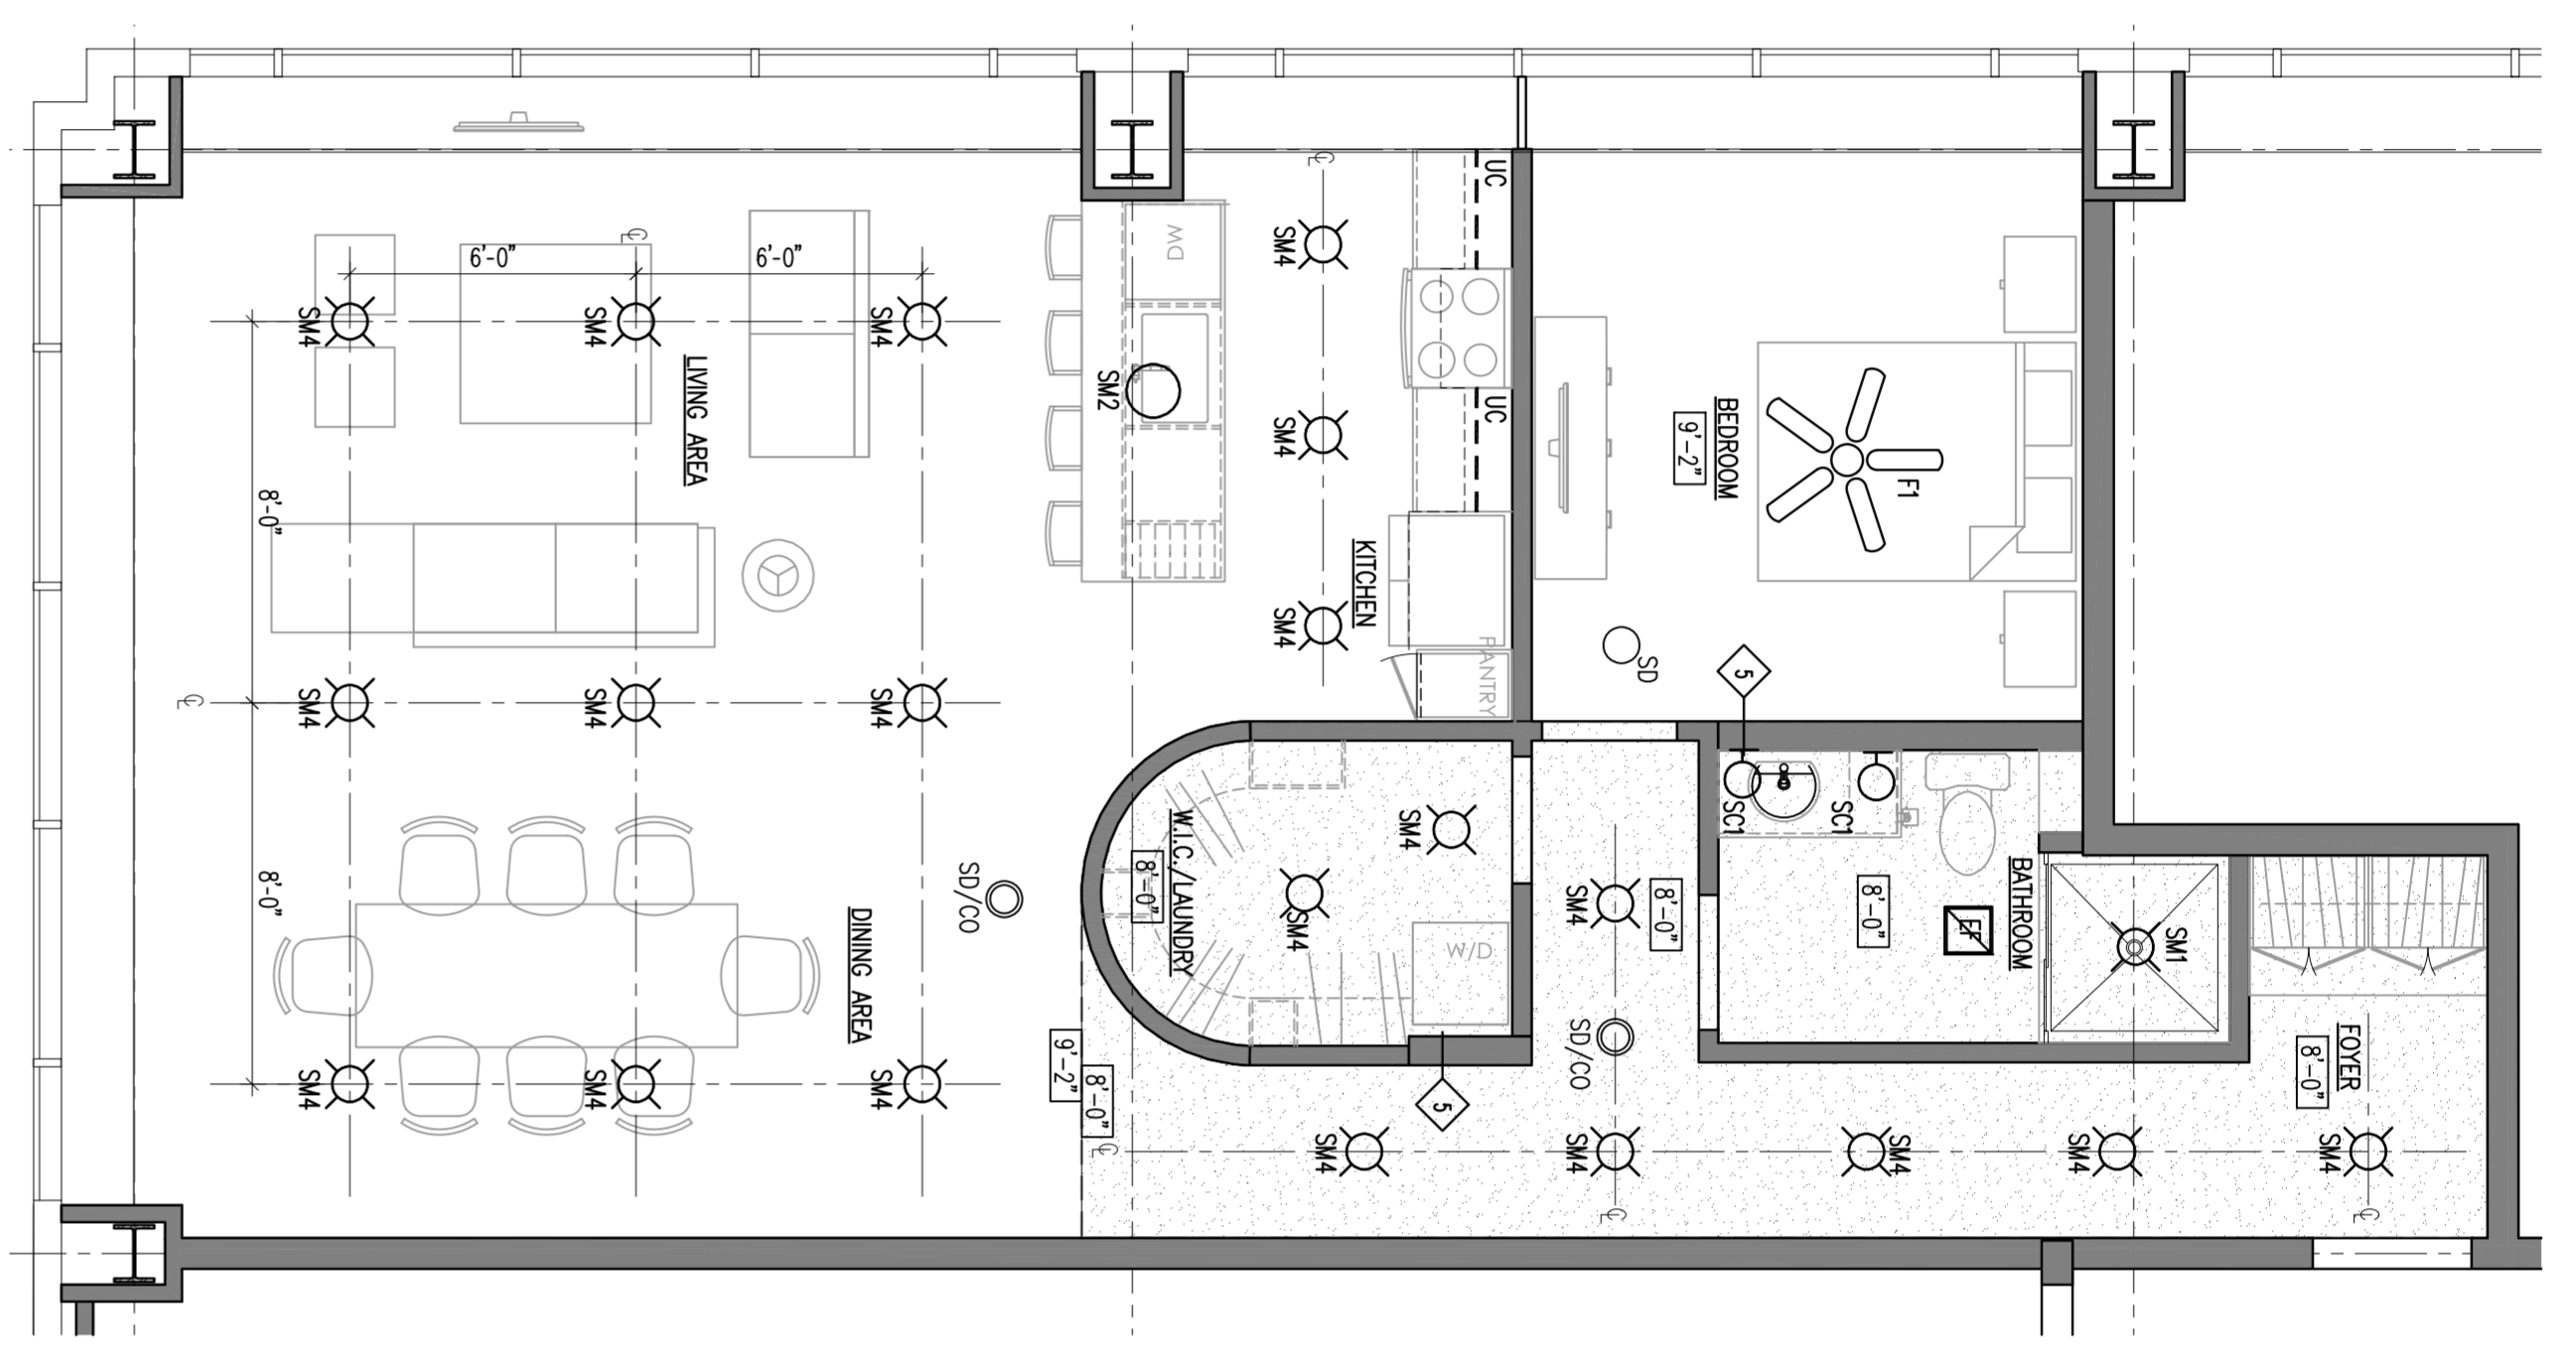 UC
℄
SM4
DW
6'-0"
6'-0"
℄
SM4
SM4
SM4
LIVING AREA
SM2
SM4
UC
BEDROOM
9'-2"
F1
8'-0"
KITCHEN
SM4
PANTRY
SD
5
℄
SM4
SM4
SM4
SC1
SC1
W.I.C./LAUNDRY
8'-0"
SM4
SM4
W/D
8'-0"
SD/CO
DINING AREA
SM4
8'-0"
8'-0"
EF
BATHROOM
SM1
SD/CO
FOYER
8'-0"
9'-2"
8'-0"
5
SM4
SM4
SM4
℄
SM4
SM4
SM4
SM4
SM4
℄
℄